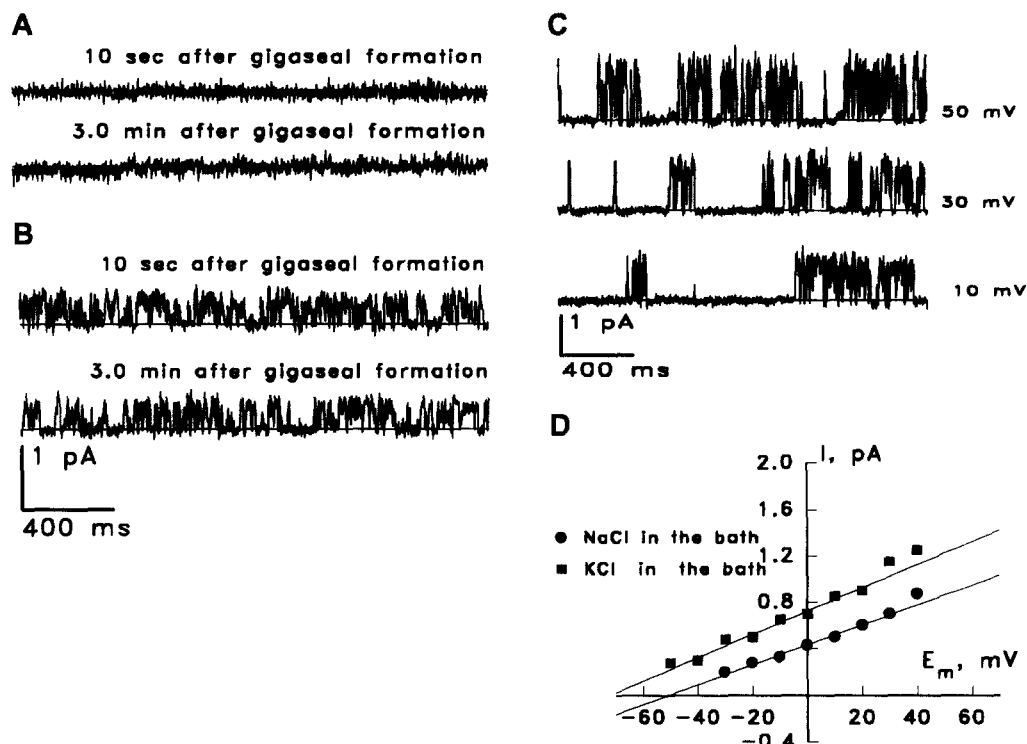 A
10 sec after gigaseal formation
3.0 min after gigaseal formation
B
10 sec after gigaseal formation
3.0 min after gigaseal formation
1 pA
400 ms
C
50 mV
30 mV
10 mV
1 pA
400 ms
D
2.0 I, pA
1.6
NaCl in the bath
1.2
KCl in the bath
0.8
Em, mV
-60 -40 -20 20 40 60
-0.4